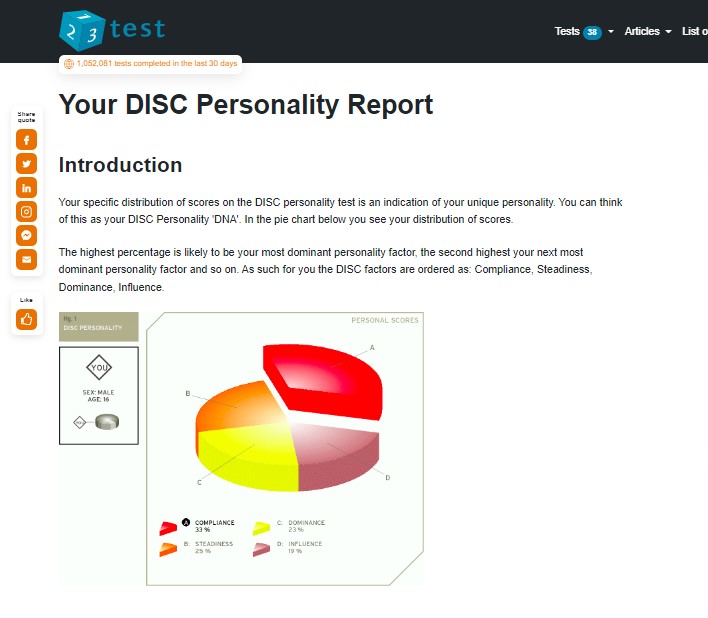 123test
Tests 38
Articles
List o
1,052,081 tests completed in the last 30 days
Your DISC Personality Report
Share quote
Introduction
Your specific distribution of scores on the DISC personality test is an indication of your unique personality. You can think
of this as your DISC Personality 'DNA'. In the pie chart below you see your distribution of scores.
The highest percentage is likely to be your most dominant personality factor, the second highest your next most
dominant personality factor and so on. As such for you the DISC factors are ordered as: Compliance, Steadiness,
Dominance, Influence.
Like
Fig. 1
DISC PERSONALITY
PERSONAL SCORES
YOU
SEX: MALE
AGE: 16
A
B
C
D
A COMPLIANCE
33 %
C: DOMINANCE
23 %
B: STEADINESS
25 %
D: INFLUENCE
19 %